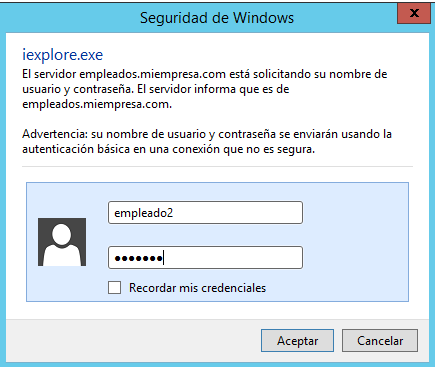 Seguridad de Windows
x
iexplore.exe
El servidor empleados.miempresa.com está solicitando su nombre de
usuario y contraseña. El servidor informa que es de
empleados.miempresa.com.
Advertencia: su nombre de usuario y contraseña se enviarán usando la
autenticación básica en una conexión que no es segura.
empleado2
●●●●●●●
Recordar mis credenciales
Aceptar
Cancelar